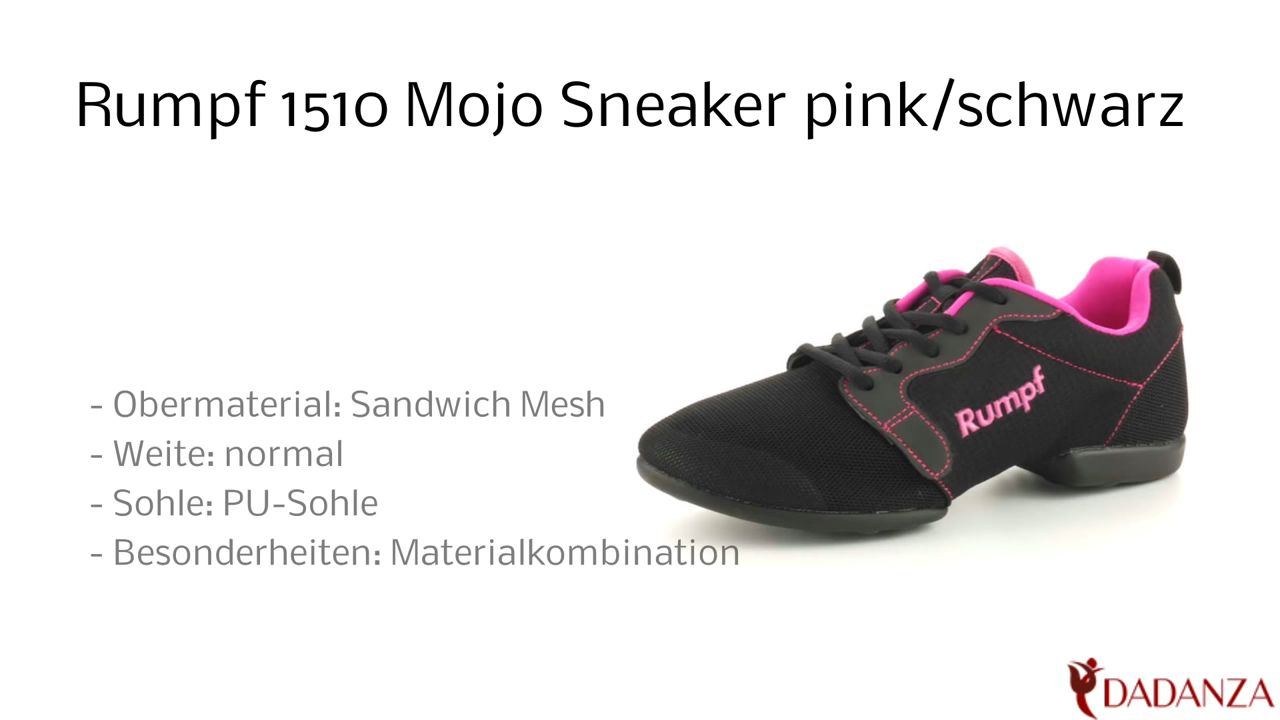 Rumpf 1510 Mojo Sneaker pink/schwarz
Rumpf
- Obermaterial: Sandwich Mesh
- Weite: normal
- Sohle: PU-Sohle
- Besonderheiten: Materialkombination
DADANZA